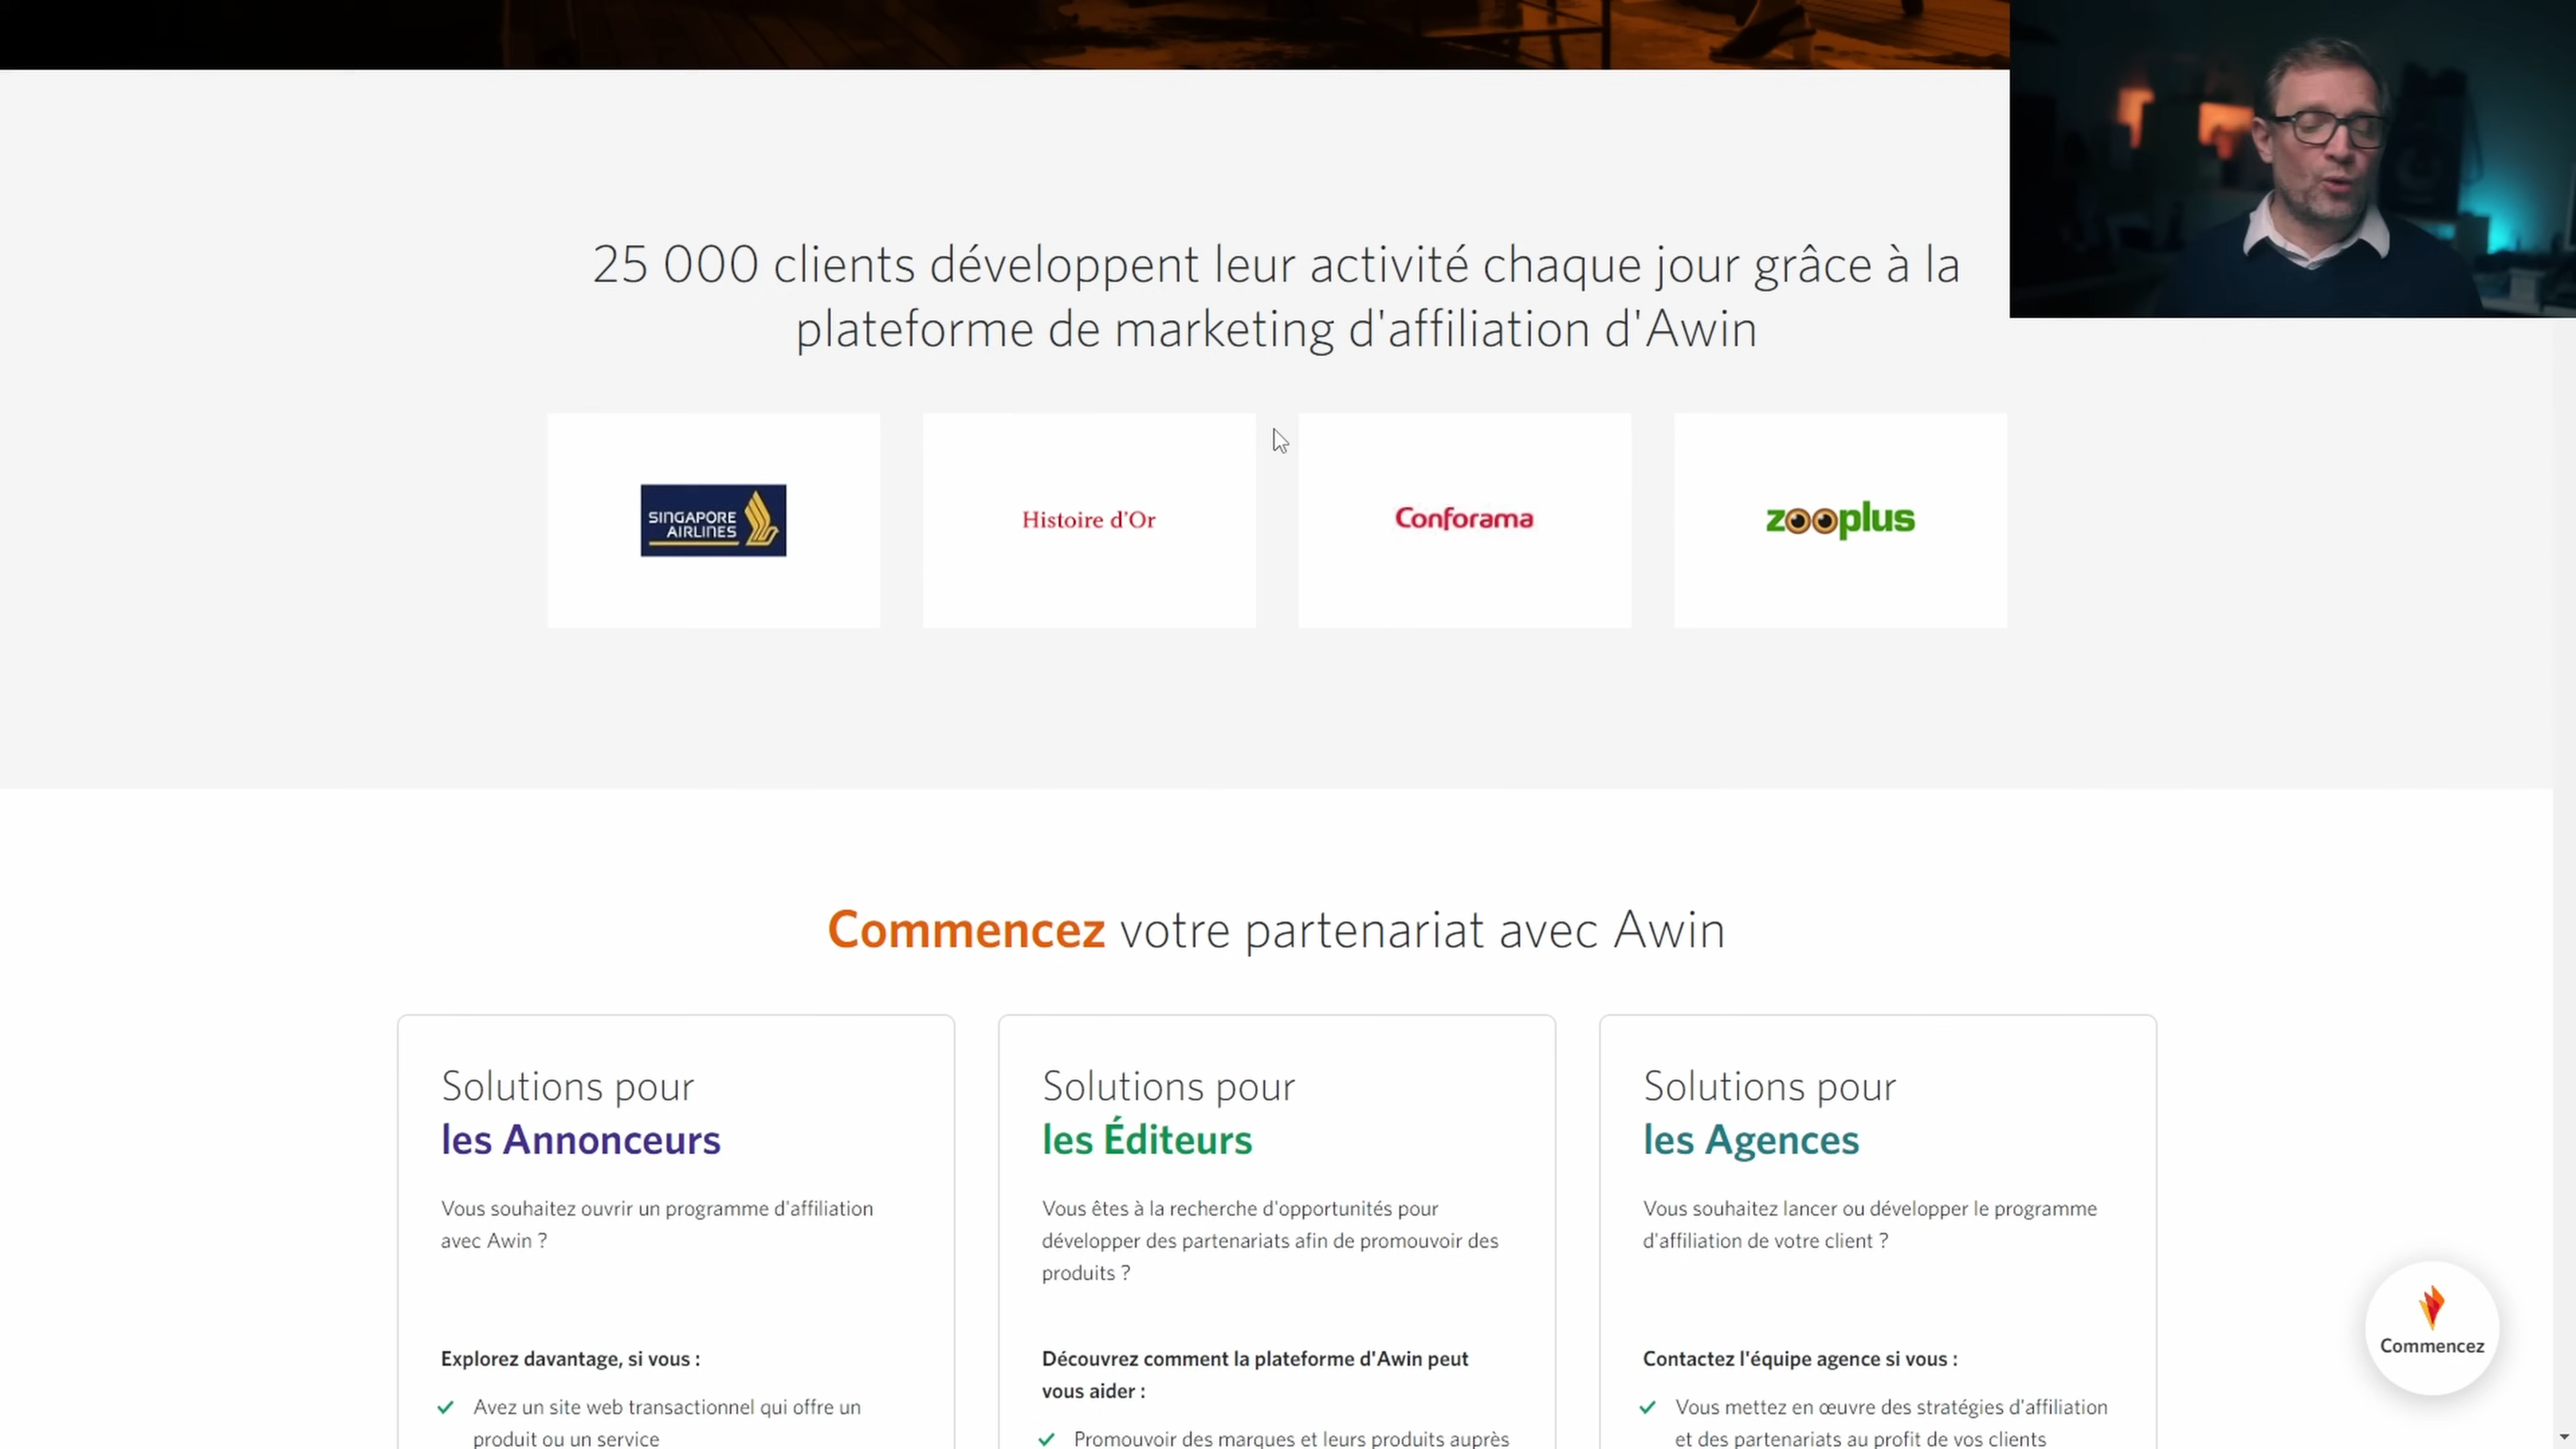 25 000 clients développent leur activité chaque jour grâce à la
plateforme de marketing d'affiliation d'Awin
SINGAPORE
AIRLINES
Histoire d'Or
Conforama
zooplus
Commencez votre partenariat avec Awin
Solutions pour
les Annonceurs
Vous souhaitez ouvrir un programme d'affiliation
avec Awin ?
Explorez davantage, si vous :
Avez un site web transactionnel qui offre un
produit ou un service
Solutions pour
les Éditeurs
Vous êtes à la recherche d'opportunités pour
développer des partenariats afin de promouvoir des
produits ?
Découvrez comment la plateforme d'Awin peut
vous aider :
Promouvoir des marques et leurs produits auprès
Solutions pour
les Agences
Vous souhaitez lancer ou développer le programme
d'affiliation de votre client ?
Contactez l'équipe agence si vous :
Vous mettez en œuvre des stratégies d'affiliation
et des partenariats au profit de vos clients
Commencez